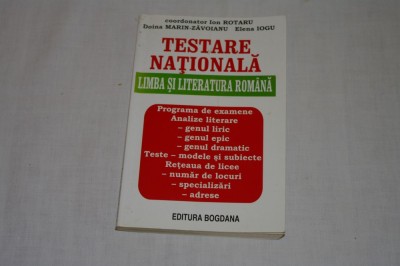 coordonator Ion ROTARU
Doina MARIN-ZĂVOIANU Elena IOGU
TESTARE
NAȚIONALĂ
LIMBA ȘI LITERATURA ROMÂNĂ
Programa de examene
Analize literare
– genul liric
– genul epic
– genul dramatic
Teste – modele și subiecte
Rețeaua de licee
– număr de locuri
– specializări
– adrese
EDITURA BOGDANA